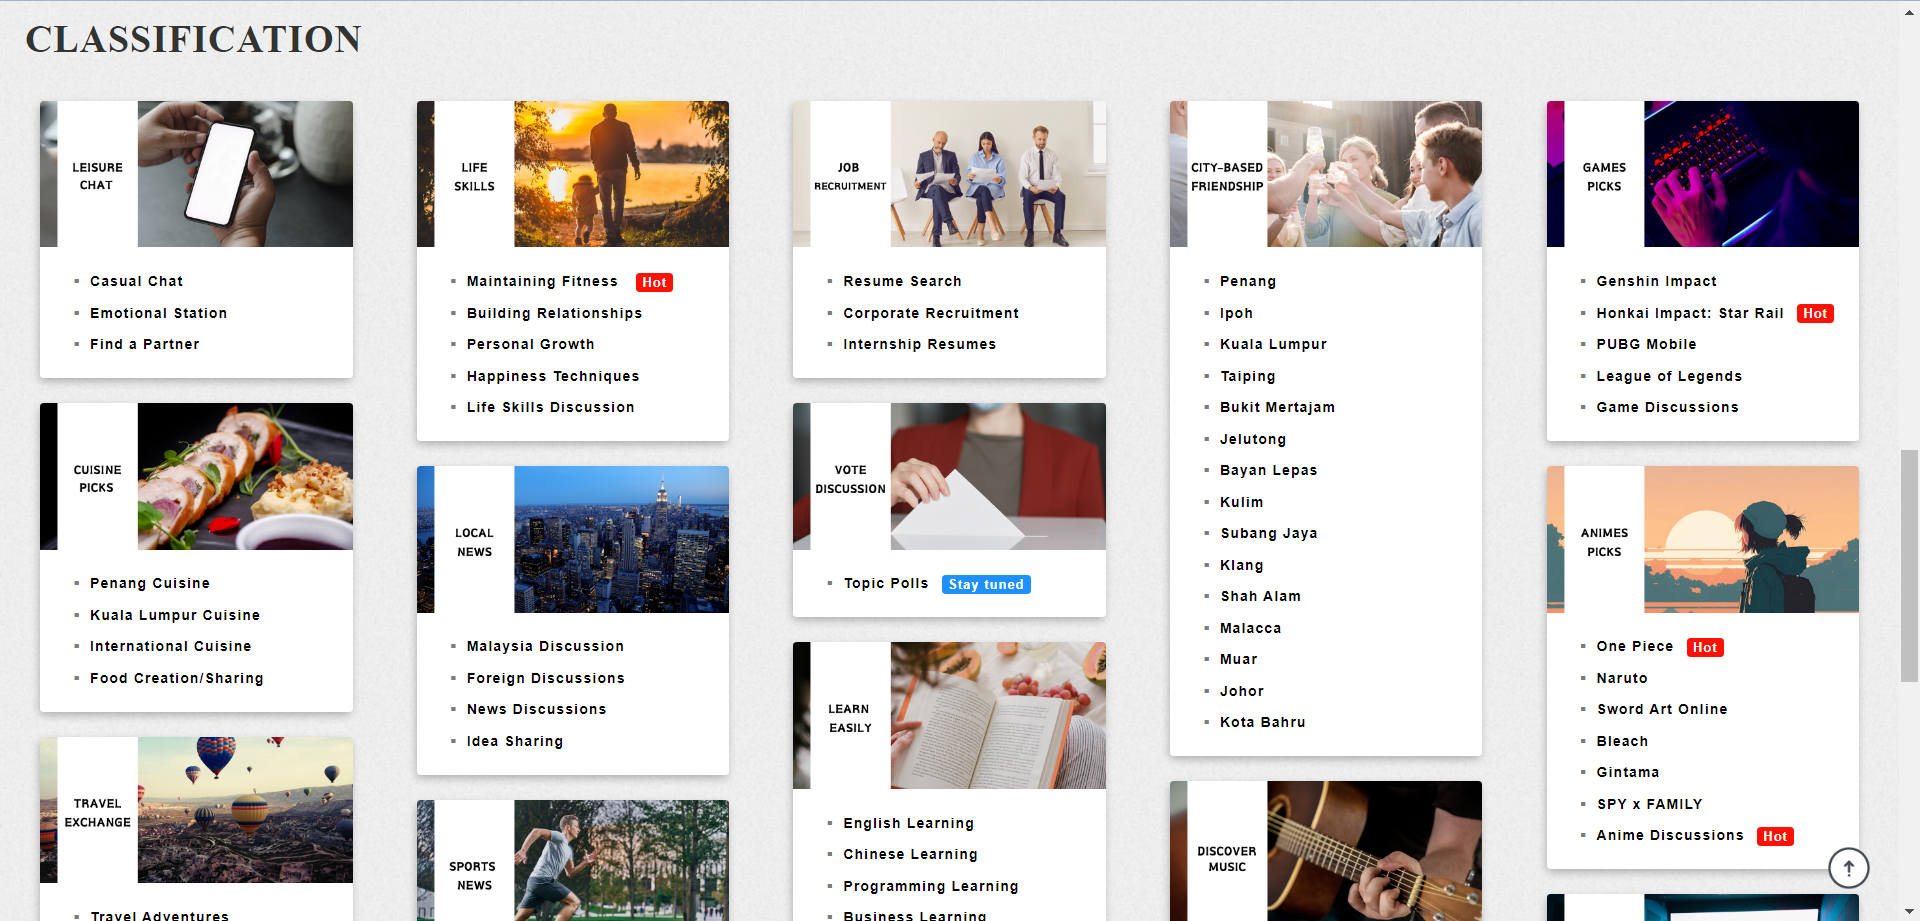 CLASSIFICATION
LEISURE
CHAT
Casual Chat
Emotional Station
Find a Partner
CUISINE
PICKS
Penang Cuisine
Kuala Lumpur Cuisine
International Cuisine
Food Creation/Sharing
TRAVEL
EXCHANGE
Travel Adventures
LIFE
SKILLS
Maintaining Fitness Hot
Building Relationships
Personal Growth
Happiness Techniques
Life Skills Discussion
LOCAL
NEWS
Malaysia Discussion
Foreign Discussions
News Discussions
Idea Sharing
SPORTS
NEWS
JOB
RECRUITMENT
Resume Search
Corporate Recruitment
Internship Resumes
VOTE
DISCUSSION
Topic Polls Stay tuned
LEARN
EASILY
English Learning
Chinese Learning
Programming Learning
Business Learning
CITY-BASED
FRIENDSHIP
Penang
Ipoh
Kuala Lumpur
Taiping
Bukit Mertajam
Jelutong
Bayan Lepas
Kulim
Subang Jaya
Klang
Shah Alam
Malacca
Muar
Johor
Kota Bahru
DISCOVER
MUSIC
GAMES
PICKS
Genshin Impact
Honkai Impact: Star Rail Hot
PUBG Mobile
League of Legends
Game Discussions
ANIMES
PICKS
One Piece Hot
Naruto
Sword Art Online
Bleach
Gintama
SPY x FAMILY
Anime Discussions Hot